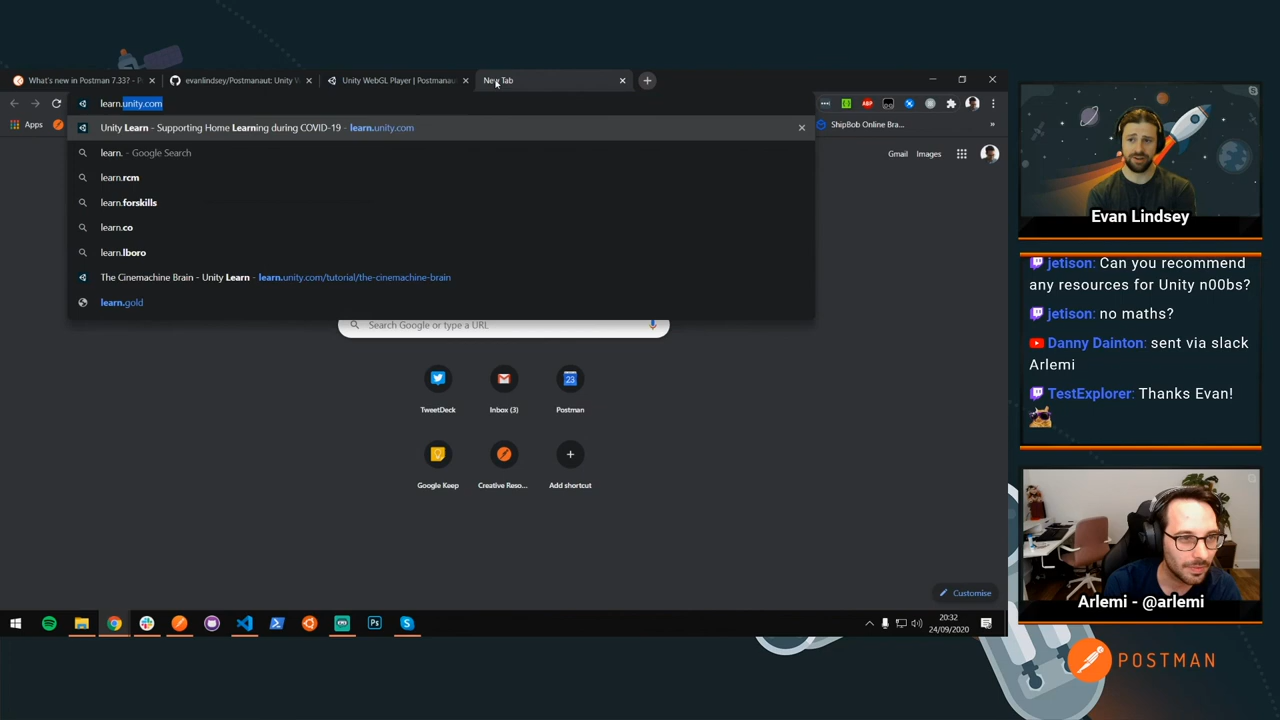 What's new in Postman 7.33? - P
evanlindsey/Postmanaut: Unity W
Unity WebGL Player | Postmanau
New Tab
learn.unity.com
ABP
Apps
ShipBob Online Bra...
Unity Learn - Supporting Home Learning during COVID-19 - learn.unity.com
learn. - Google Search
learn.rcm
learn.forskills
learn.co
learn.lboro
The Cinemachine Brain - Unity Learn - learn.unity.com/tutorial/the-cinemachine-brain
learn.gold
Gmail
Images
Search Google or type a URL
TweetDeck
Inbox (3)
23
Postman
Google Keep
Creative Reso...
Add shortcut
Customise
Ps
20:32
24/09/2020
Evan Lindsey
jetison: Can you recommend
any resources for Unity n00bs?
jetison: no maths?
Danny Dainton: sent via slack
Arlemi
TestExplorer: Thanks Evan!
Arlemi - @arlemi
POSTMAN